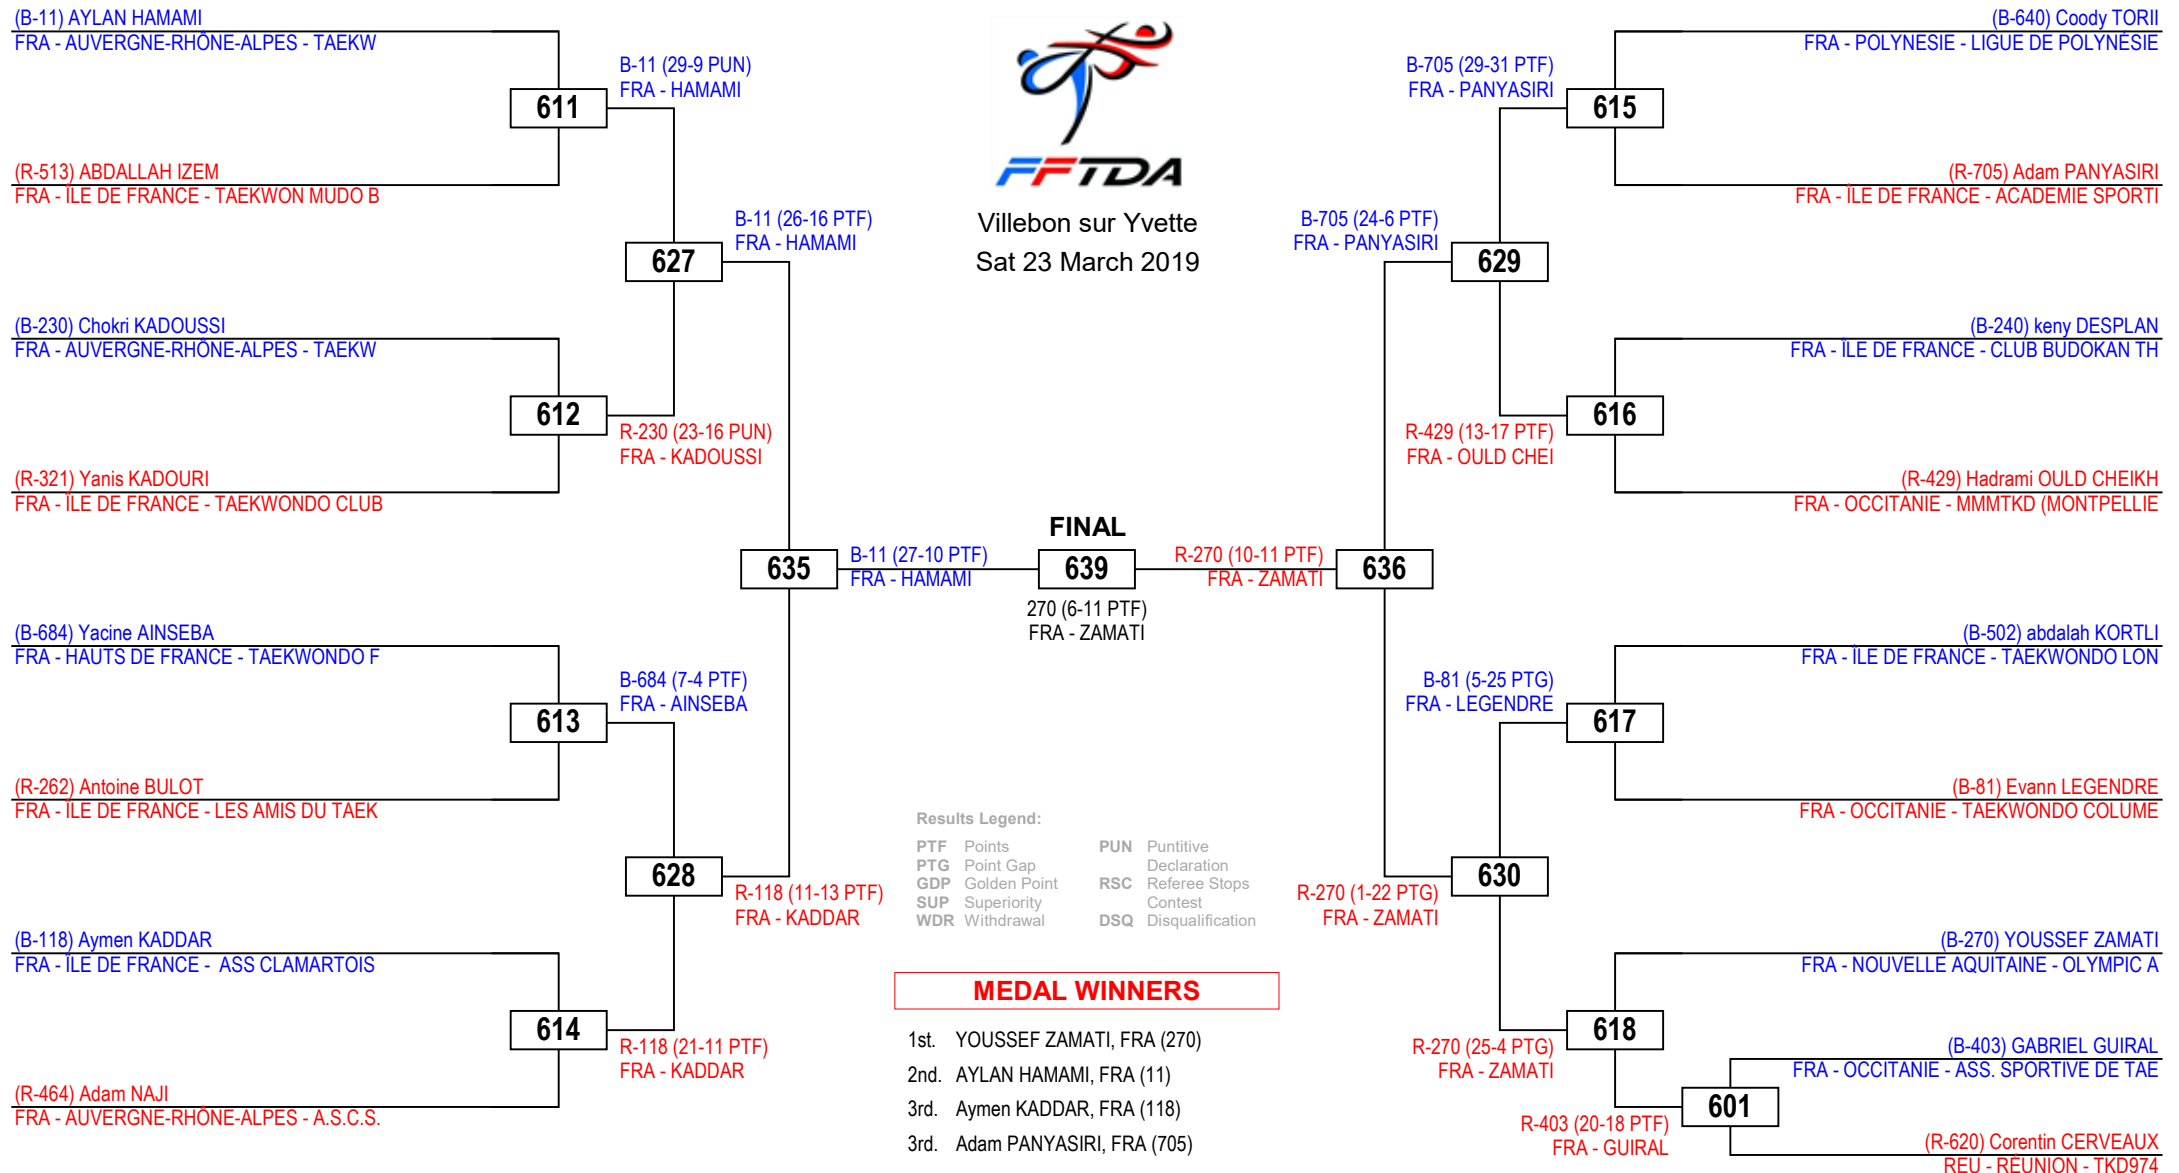 (B-11) AYLAN HAMAMI
FRA - AUVERGNE-RHÔNE-ALPES - TAEKW
B-11 (29-9 PUN)
FRA - HAMAMI
611
(R-513) ABDALLAH IZEM
FRA - ÎLE DE FRANCE - TAEKWON MUDO B
B-11 (26-16 PTF)
FRA - HAMAMI
627
(B-230) Chokri KADOUSSI
FRA - AUVERGNE-RHÔNE-ALPES - TAEKW
612
R-230 (23-16 PUN)
FRA - KADOUSSI
(R-321) Yanis KADOURI
FRA - ÎLE DE FRANCE - TAEKWONDO CLUB
635
B-11 (27-10 PTF)
FRA - HAMAMI
(B-684) Yacine AINSEBA
FRA - HAUTS DE FRANCE - TAEKWONDO F
B-684 (7-4 PTF)
FRA - AINSEBA
613
(R-262) Antoine BULOT
FRA - ÎLE DE FRANCE - LES AMIS DU TAEK
628
R-118 (11-13 PTF)
FRA - KADDAR
(B-118) Aymen KADDAR
FRA - ÎLE DE FRANCE -  ASS CLAMARTOIS
614
R-118 (21-11 PTF)
FRA - KADDAR
(R-464) Adam NAJI
FRA - AUVERGNE-RHÔNE-ALPES - A.S.C.S.
FFTDA
Villebon sur Yvette
Sat 23 March 2019
FINAL
639
270 (6-11 PTF)
FRA - ZAMATI
Results Legend:
PTF Points
PTG Point Gap
GDP Golden Point
SUP Superiority
WDR Withdrawal
PUN Puntitive
Declaration
RSC Referee Stops
Contest
DSQ Disqualification
MEDAL WINNERS
1st. YOUSSEF ZAMATI, FRA (270)
2nd. AYLAN HAMAMI, FRA (11)
3rd. Aymen KADDAR, FRA (118)
3rd. Adam PANYASIRI, FRA (705)
(B-640) Coody TORII
FRA - POLYNESIE - LIGUE DE POLYNÉSIE
B-705 (29-31 PTF)
FRA - PANYASIRI
615
(R-705) Adam PANYASIRI
FRA - ÎLE DE FRANCE - ACADEMIE SPORTI
B-705 (24-6 PTF)
FRA - PANYASIRI
629
(B-240) keny DESPLAN
FRA - ÎLE DE FRANCE - CLUB BUDOKAN TH
616
R-429 (13-17 PTF)
FRA - OULD CHEI
(R-429) Hadrami OULD CHEIKH
FRA - OCCITANIE - MMMTKD (MONTPELLIE
R-270 (10-11 PTF)
FRA - ZAMATI
636
(B-502) abdalah KORTLI
FRA - ÎLE DE FRANCE - TAEKWONDO LON
B-81 (5-25 PTG)
FRA - LEGENDRE
617
(B-81) Evann LEGENDRE
FRA - OCCITANIE - TAEKWONDO COLUME
630
R-270 (1-22 PTG)
FRA - ZAMATI
(B-270) YOUSSEF ZAMATI
FRA - NOUVELLE AQUITAINE - OLYMPIC A
618
R-270 (25-4 PTG)
FRA - ZAMATI
(B-403) GABRIEL GUIRAL
FRA - OCCITANIE - ASS. SPORTIVE DE TAE
601
R-403 (20-18 PTF)
FRA - GUIRAL
(R-620) Corentin CERVEAUX
REU - RÉUNION - TKD974